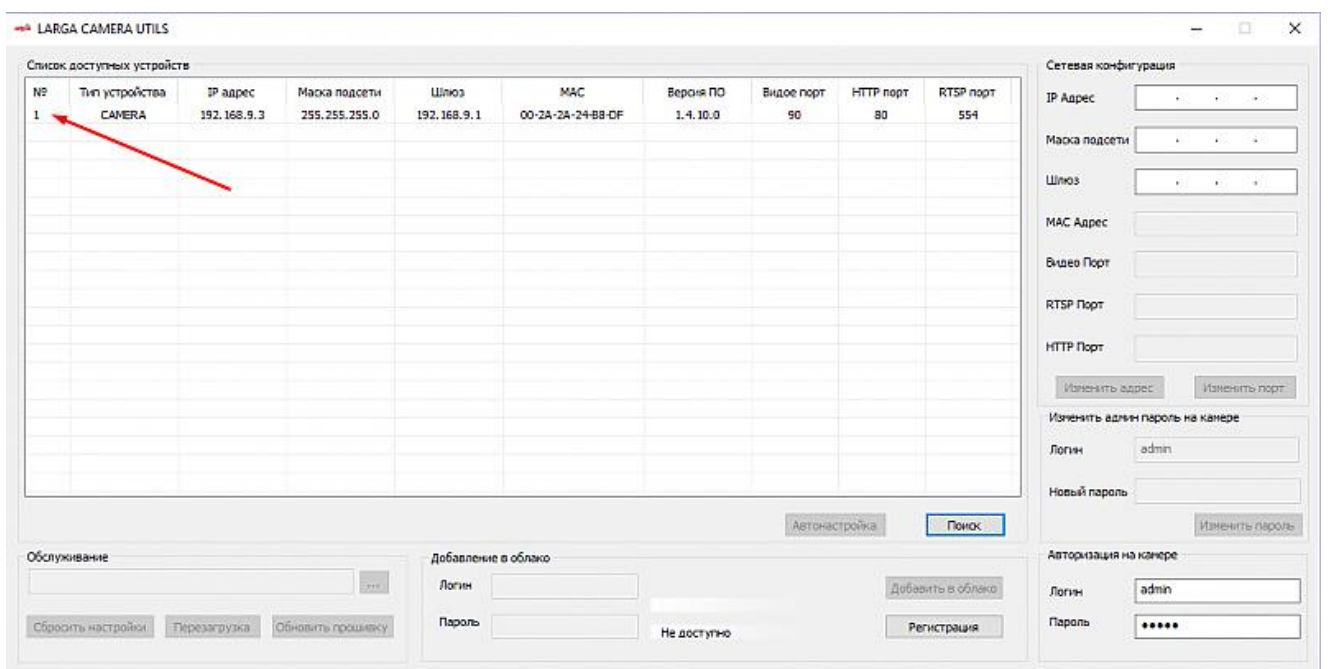 LARGA CAMERA UTILS
Список доступных устройств
№ Тип устройства IP адрес Маска подсети Шлюз MAC Версия ПО Видое порт HTTP порт RTSP порт
1 CAMERA 192.168.9.3 255.255.255.0 192.168.9.1 00-2A-2A-24-B8-DF 1.4.10.0 90 80 554
Автонастройка Поиск
Сетевая конфигурация
IP Адрес . . .
Маска подсети . . .
Шлюз . . .
MAC Адрес
Видео Порт
RTSP Порт
HTTP Порт
Изменить адрес Изменить порт
Изменить админ пароль на камере
Логин admin
Новый пароль
Изменить пароль
Обслуживание
...
Сбросить настройки Перезагрузка Обновить прошивку
Добавление в облако
Логин Добавить в облако
Пароль Не доступно Регистрация
Авторизация на камере
Логин admin
Пароль •••••